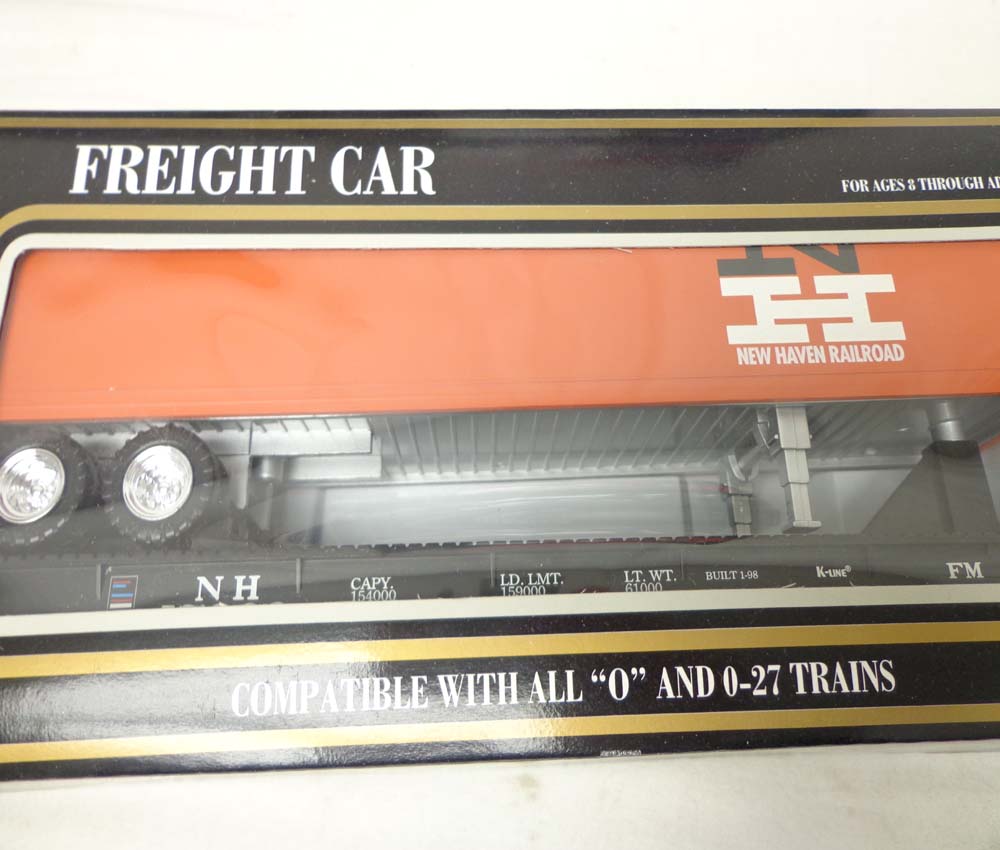 FREIGHT CAR
FOR AGES 8 THROUGH AD
N
H
NEW HAVEN RAILROAD
N H
CAPY.
154000
LD. LMT.
159000
LT. WT.
61000
BUILT 1-98
K-LINE®
FM
COMPATIBLE WITH ALL “O” AND 0-27 TRAINS